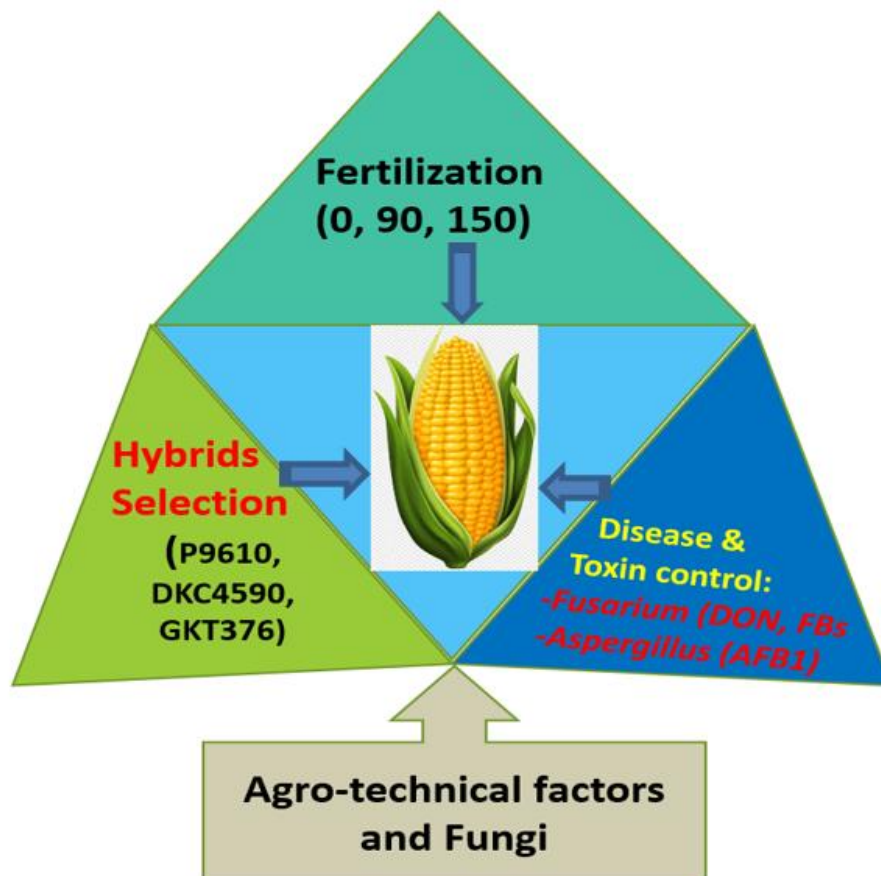 Fertilization
(0, 90, 150)
Hybrids
Selection
(P9610,
DKC4590,
GKT376)
Disease &
Toxin control:
-Fusarium (DON, FBs
-Aspergillus (AFB1)
Agro-technical factors
and Fungi